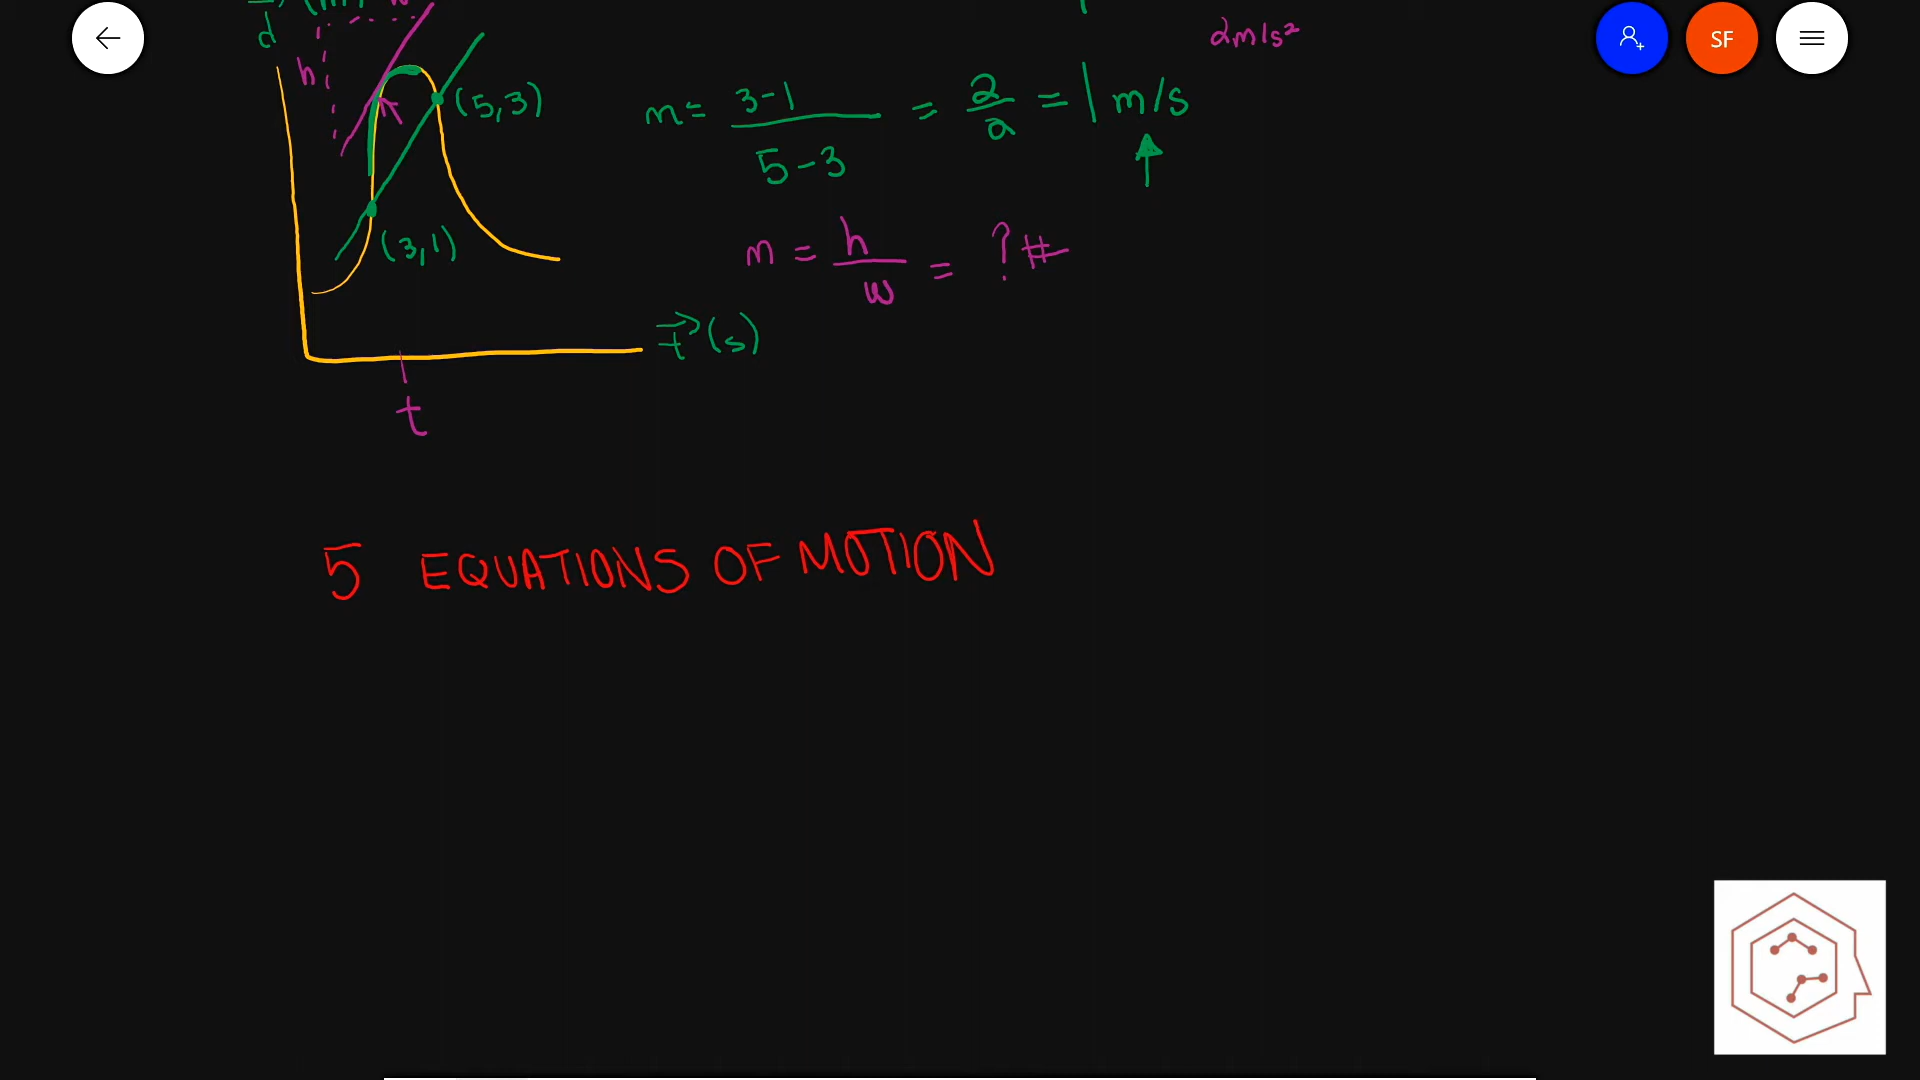 d
h
2m/s²
(5,3)
m = 3-1 / 5-3 = 2/2 = 1 m/s
(3,1)
m = h/w = ? #
t (s)
t
5 EQUATIONS OF MOTION
SF